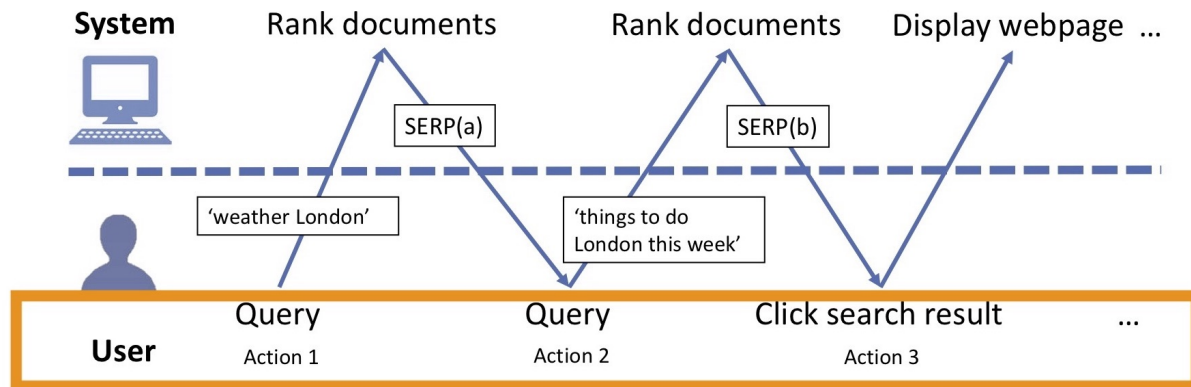 System
Rank documents
Rank documents
Display webpage ...
SERP(a)
SERP(b)
‘weather London’
‘things to do
London this week’
Query
Query
Click search result
...
User
Action 1
Action 2
Action 3